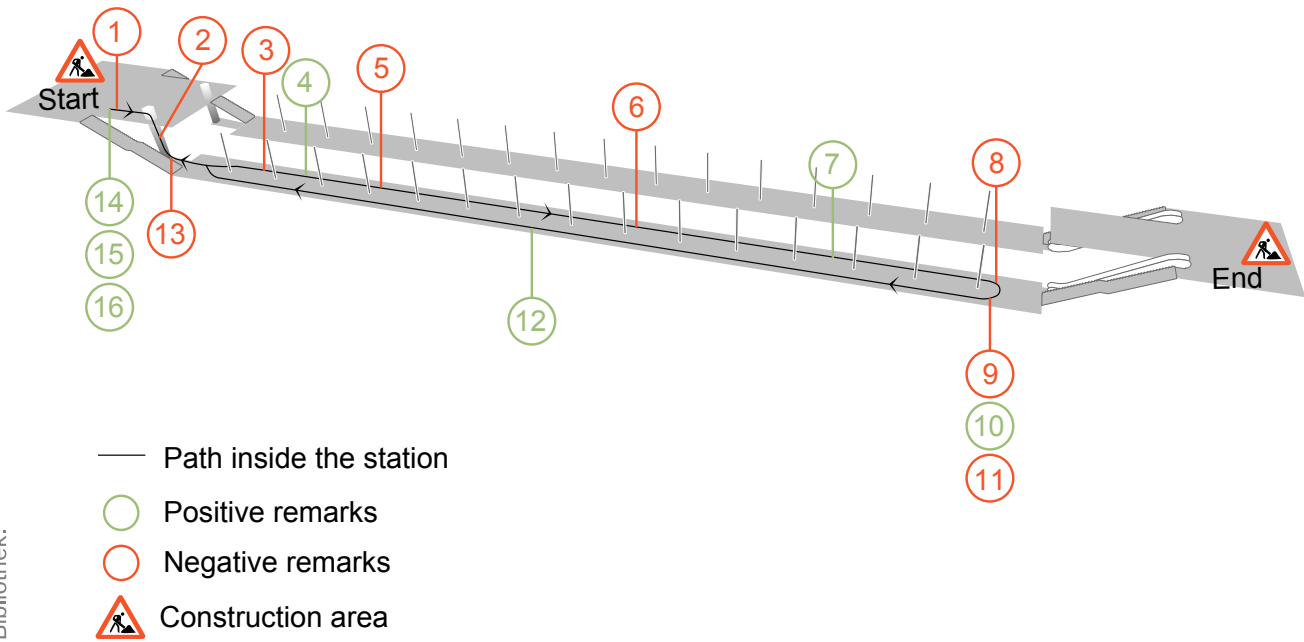 1
2
3
4
5
6
7
8
Start
14
15
16
13
12
End
9
10
11
Path inside the station
Positive remarks
Negative remarks
Construction area
Bibliothek.